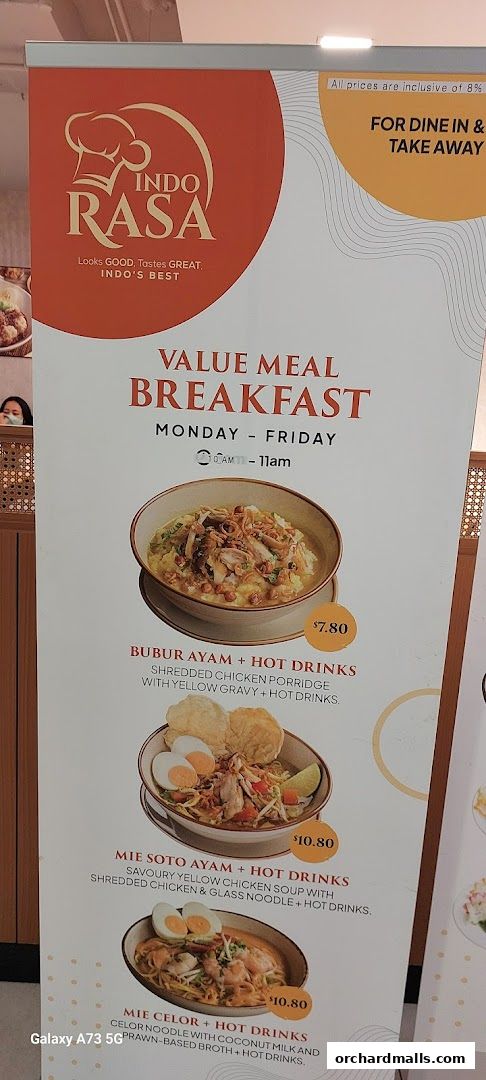 All prices are inclusive of 8%
FOR DINE IN &
TAKE AWAY
INDO
RASA
Looks GOOD, Tastes GREAT,
INDO'S BEST
VALUE MEAL
BREAKFAST
MONDAY - FRIDAY
10 AM - 11am
$7.80
BUBUR AYAM + HOT DRINKS
SHREDDED CHICKEN PORRIDGE
WITH YELLOW GRAVY + HOT DRINKS.
$10.80
MIE SOTO AYAM + HOT DRINKS
SAVOURY YELLOW CHICKEN SOUP WITH
SHREDDED CHICKEN & GLASS NOODLE + HOT DRINKS.
$10.80
MIE CELOR + HOT DRINKS
CELOR NOODLE WITH COCONUT MILK AND
PRAWN-BASED BROTH + HOT DRINKS.
Galaxy A73 5G
orchardmalls.com